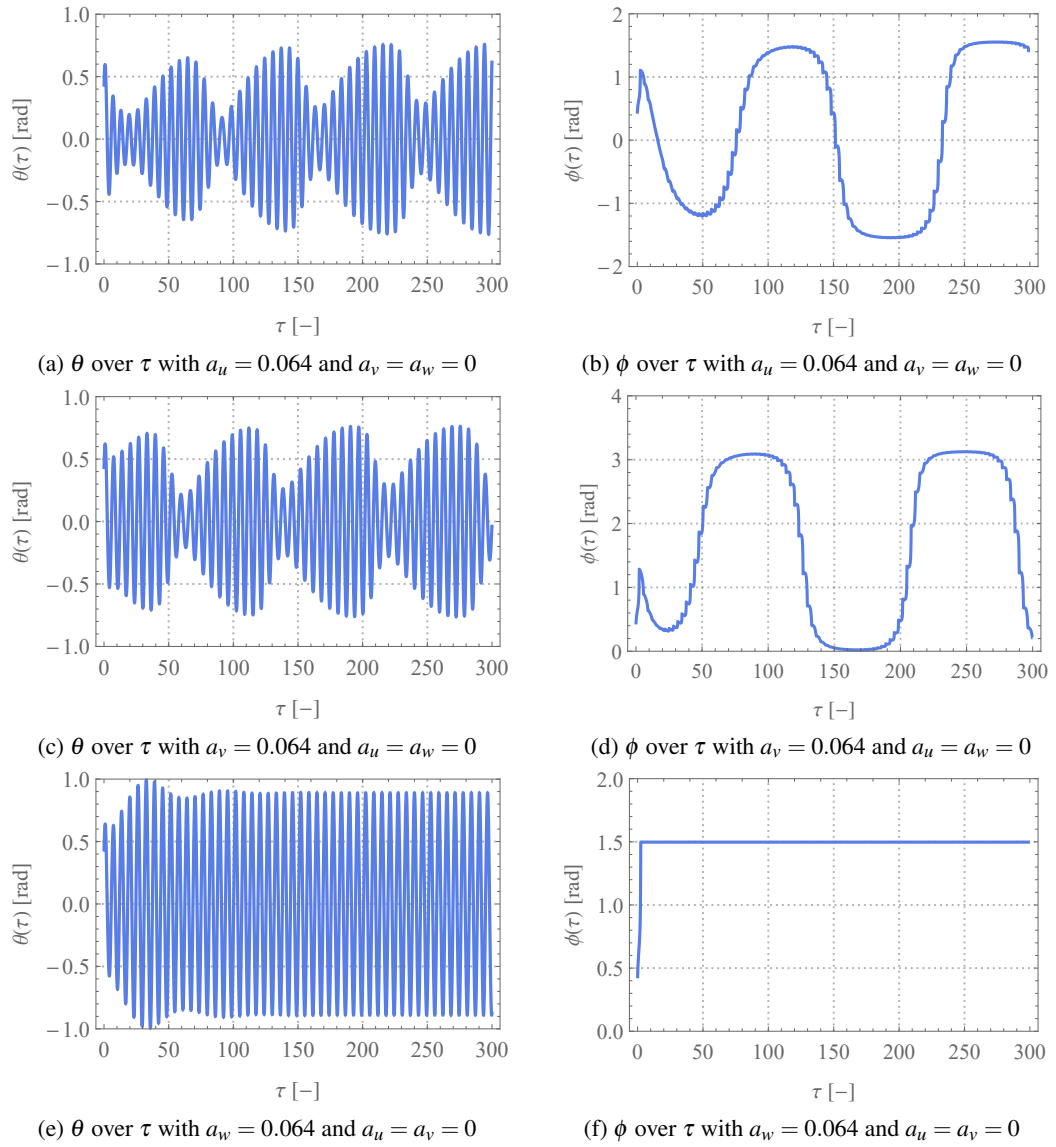 1.0
0.5
0.0
−0.5
−1.0
θ(τ) [rad]
0 50 100 150 200 250 300
τ [−]
(a) θ over τ with a_u = 0.064 and a_v = a_w = 0
2
1
0
−1
−2
ϕ(τ) [rad]
0 50 100 150 200 250 300
τ [−]
(b) ϕ over τ with a_u = 0.064 and a_v = a_w = 0
1.0
0.5
0.0
−0.5
−1.0
θ(τ) [rad]
0 50 100 150 200 250 300
τ [−]
(c) θ over τ with a_v = 0.064 and a_u = a_w = 0
4
3
2
1
0
ϕ(τ) [rad]
0 50 100 150 200 250 300
τ [−]
(d) ϕ over τ with a_v = 0.064 and a_u = a_w = 0
1.0
0.5
0.0
−0.5
−1.0
θ(τ) [rad]
0 50 100 150 200 250 300
τ [−]
(e) θ over τ with a_w = 0.064 and a_u = a_v = 0
2.0
1.5
1.0
0.5
0.0
ϕ(τ) [rad]
0 50 100 150 200 250 300
τ [−]
(f) ϕ over τ with a_w = 0.064 and a_u = a_v = 0